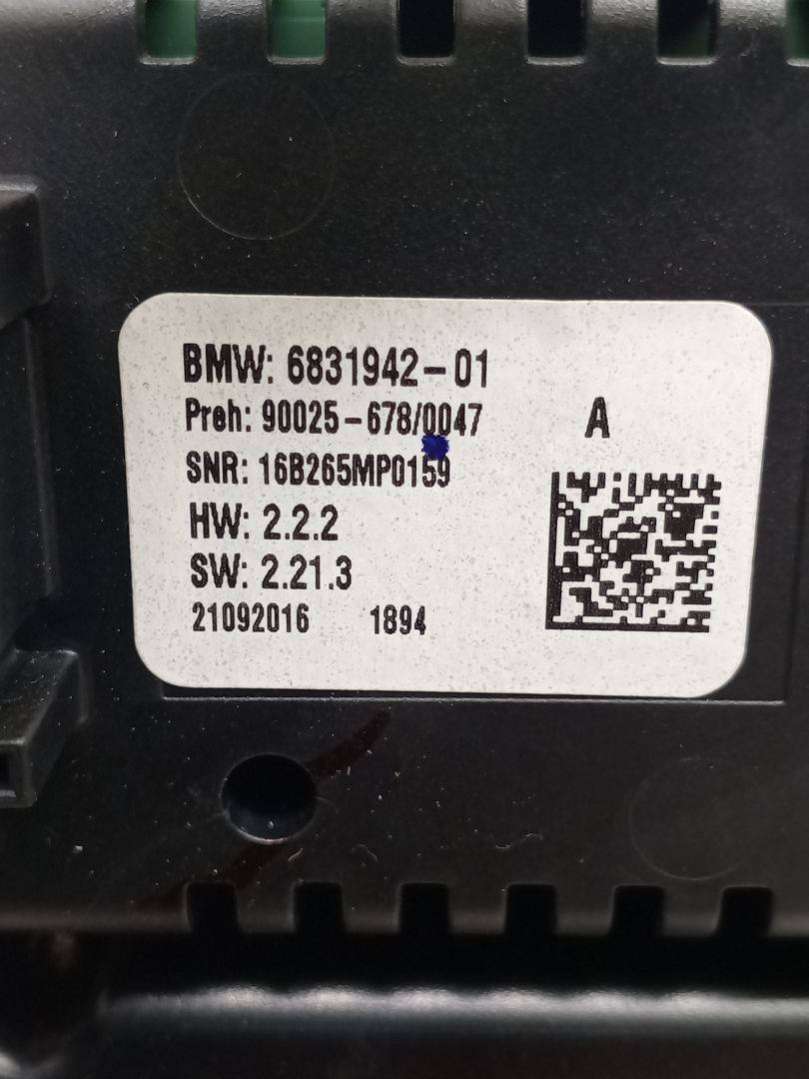 BMW: 6831942-01
Preh: 90025-678/0047
A
SNR: 16B265MP0159
HW: 2.2.2
SW: 2.21.3
21092016 1894